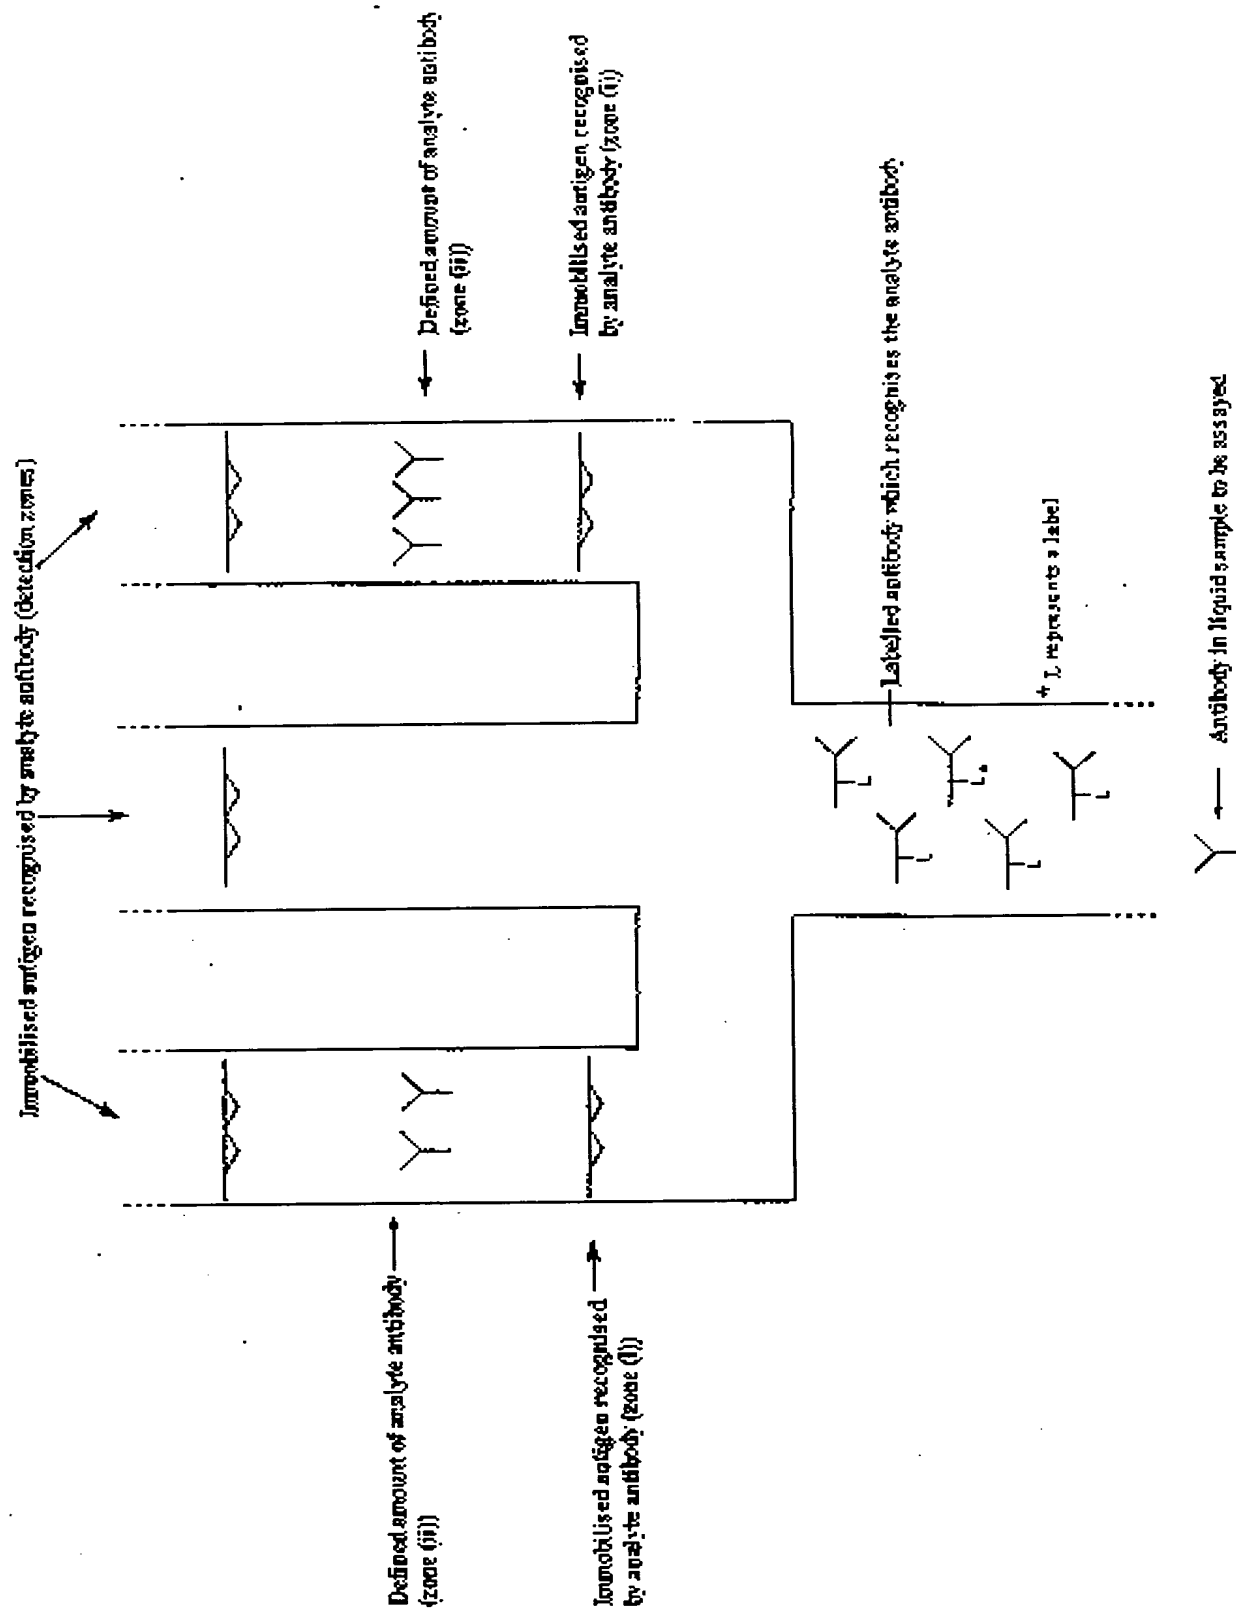 Immobilised antigen recognised by analyte antibody (detection zones)
Defined amount of analyte antibody
(zone (ii))
Immobilised antigen recognised
by analyte antibody (zone (i))
Defined amount of analyte antibody
(zone (ii))
Immobilised antigen recognised
by analyte antibody (zone (i))
Labelled antibody which recognises the analyte antibody
L
L
L*
L
L
* L represents a label
Antibody in liquid sample to be assayed